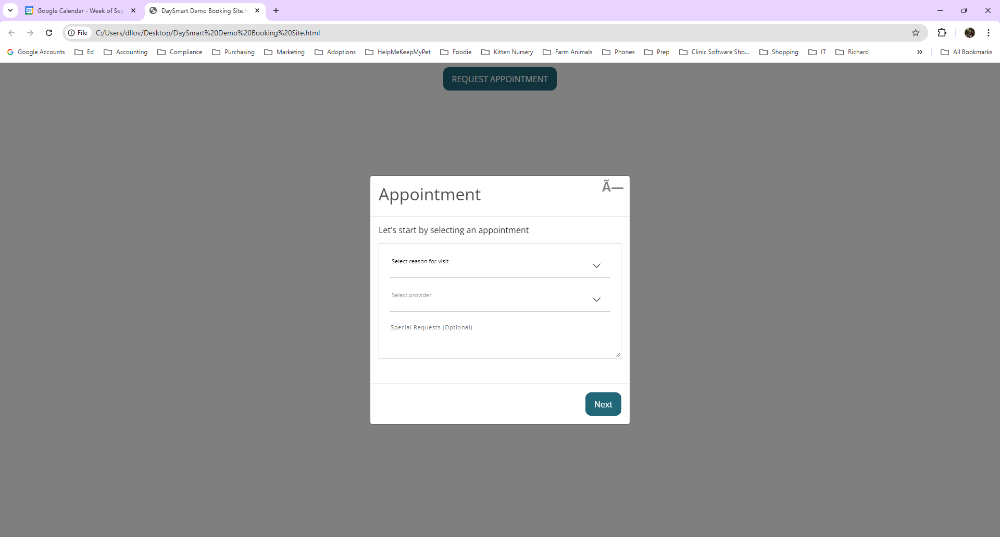 29
Google Calendar - Week of Sep
DaySmart Demo Booking Site.h
File
C:/Users/dllov/Desktop/DaySmart%20Demo%20Booking%20Site.html
Google Accounts
Ed
Accounting
Compliance
Purchasing
Marketing
Adoptions
HelpMeKeepMyPet
Foodie
Kitten Nursery
Farm Animals
Phones
Prep
Clinic Software Sho...
Shopping
IT
Richard
All Bookmarks
REQUEST APPOINTMENT
Appointment
Ã—
Let's start by selecting an appointment
Select reason for visit
Select provider
Special Requests (Optional)
Next